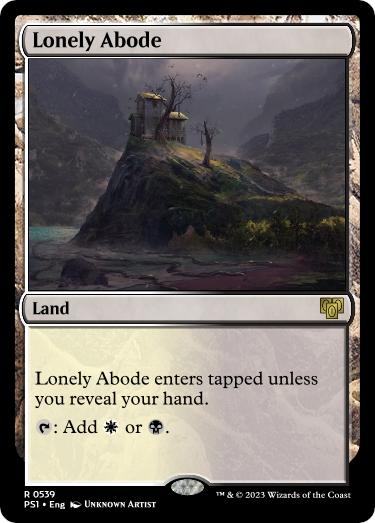 Lonely Abode
Land
Lonely Abode enters tapped unless
you reveal your hand.
: Add or .
R 0539
PS1 • Eng Unknown Artist
™ & © 2023 Wizards of the Coast